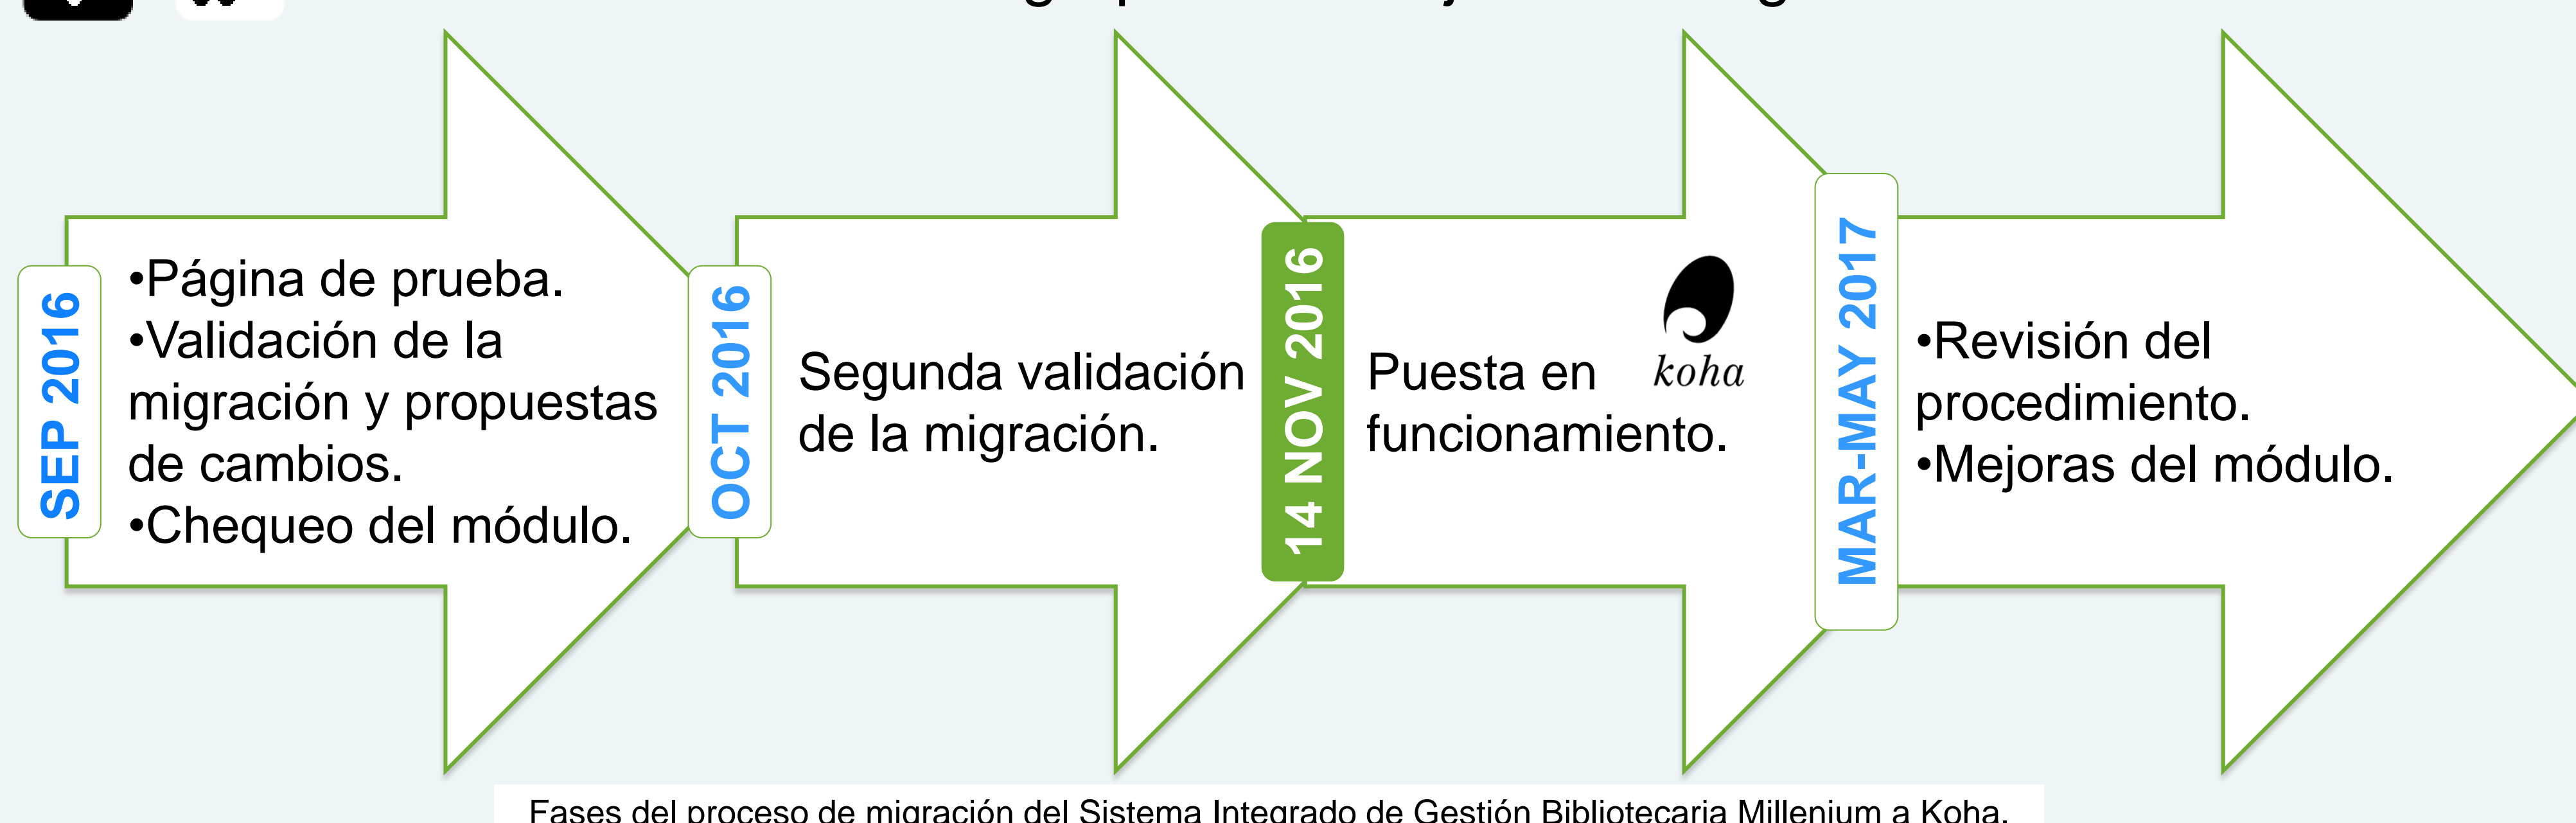 SEP 2016
•Página de prueba.
•Validación de la
migración y propuestas
de cambios.
•Chequeo del módulo.
OCT 2016
Segunda validación
de la migración.
14 NOV 2016
Puesta en
funcionamiento.
koha
MAR-MAY 2017
•Revisión del
procedimiento.
•Mejoras del módulo.
Fases del proceso de migración del Sistema Integrado de Gestión Bibliotecaria Millenium a Koha.